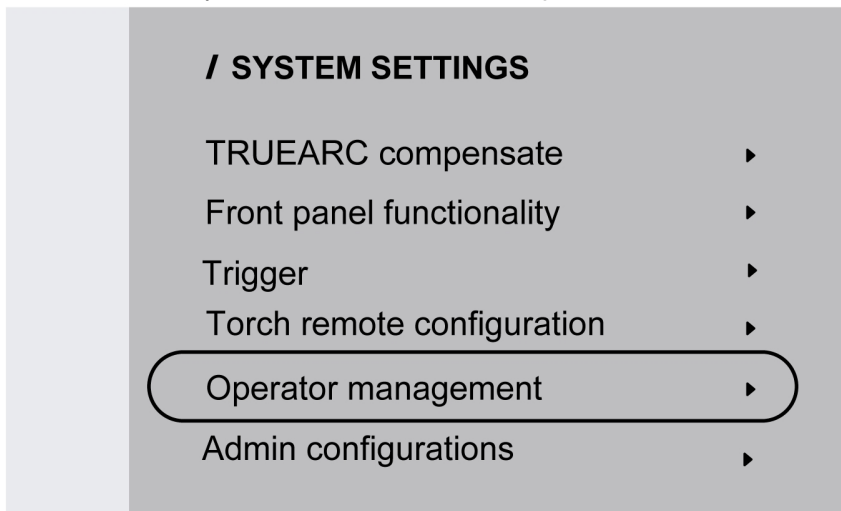 / SYSTEM SETTINGS
TRUEARC compensate
Front panel functionality
Trigger
Torch remote configuration
Operator management
Admin configurations